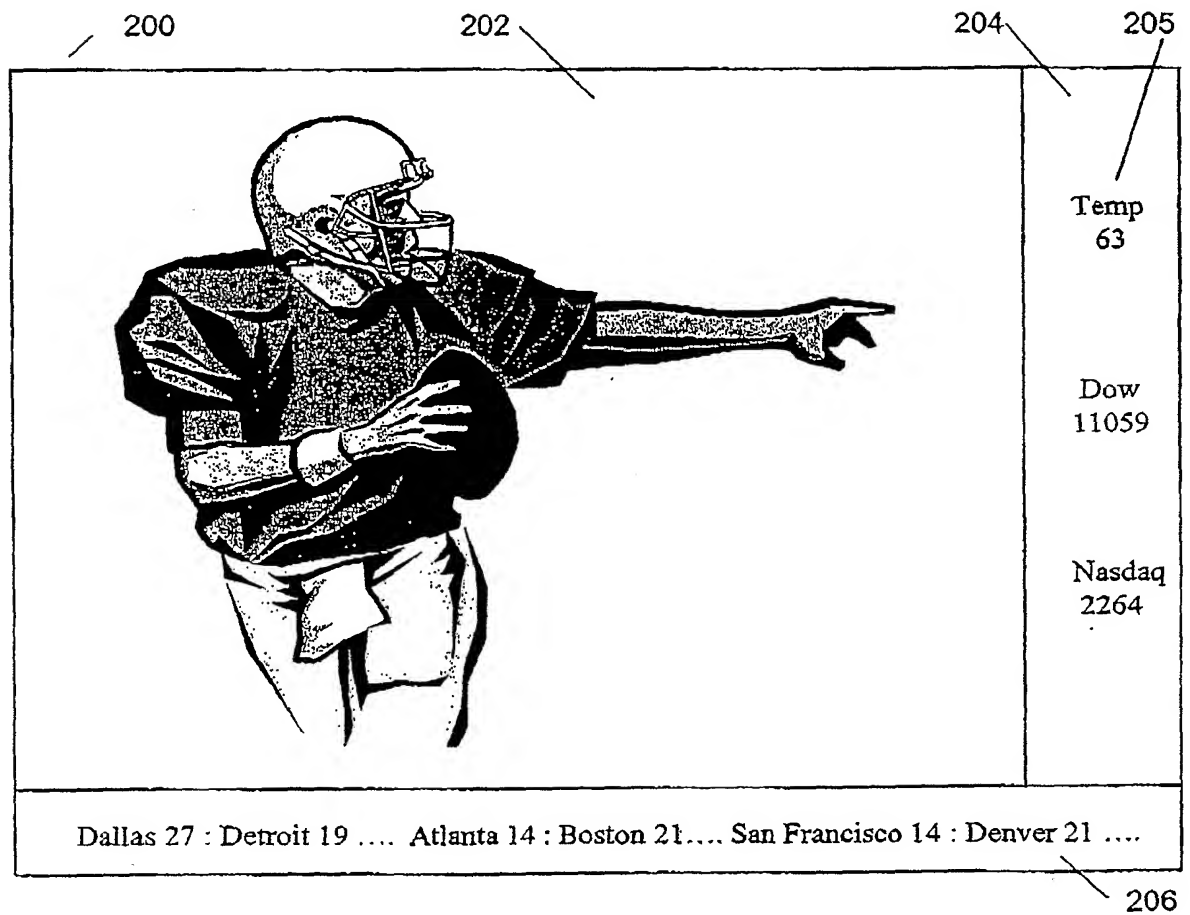 200 202 204 205
Temp
63
Dow
11059
Nasdaq
2264
Dallas 27 : Detroit 19 .... Atlanta 14 : Boston 21.... San Francisco 14 : Denver 21 ....
206